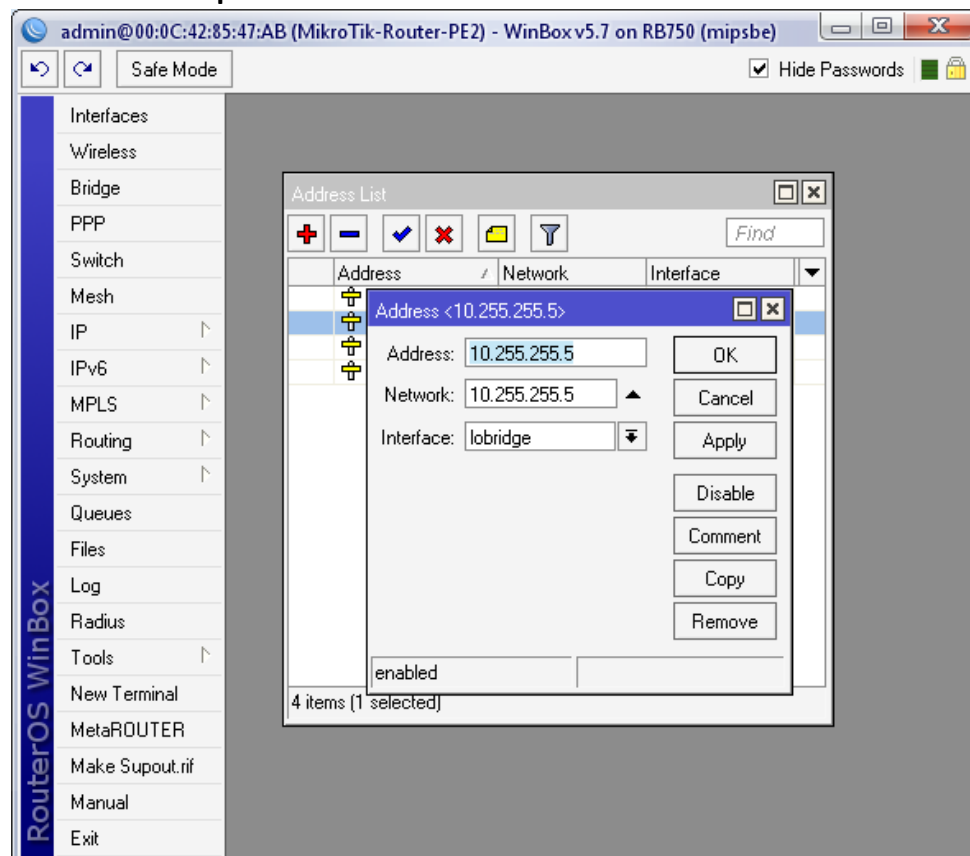 admin@00:0C:42:85:47:AB (MikroTik-Router-PE2) - WinBox v5.7 on RB750 (mipsbe)
Safe Mode
Hide Passwords
Interfaces
Wireless
Bridge
PPP
Switch
Mesh
IP
IPv6
MPLS
Routing
System
Queues
Files
Log
Radius
Tools
New Terminal
MetaROUTER
Make Supout.rif
Manual
Exit
RouterOS WinBox
Address List
Find
Address Network Interface
Address <10.255.255.5>
Address: 10.255.255.5 OK
Network: 10.255.255.5 Cancel
Interface: lobridge Apply
Disable
Comment
Copy
Remove
enabled
4 items (1 selected)